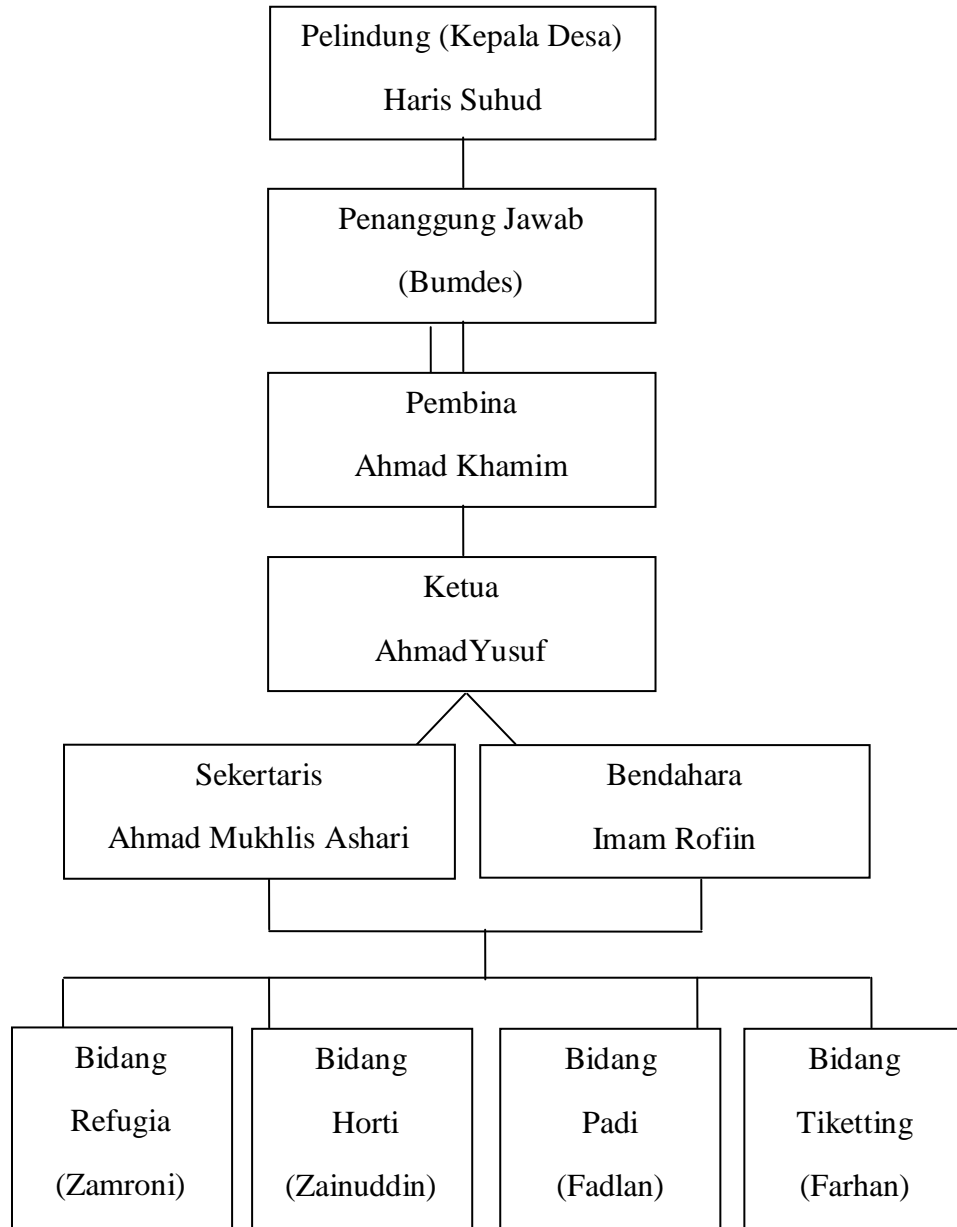 Pelindung (Kepala Desa)
Haris Suhud
Penanggung Jawab
(Bumdes)
Pembina
Ahmad Khamim
Ketua
AhmadYusuf
Sekertaris
Ahmad Mukhlis Ashari
Bendahara
Imam Rofiin
Bidang
Refugia
(Zamroni)
Bidang
Horti
(Zainuddin)
Bidang
Padi
(Fadlan)
Bidang
Tiketting
(Farhan)